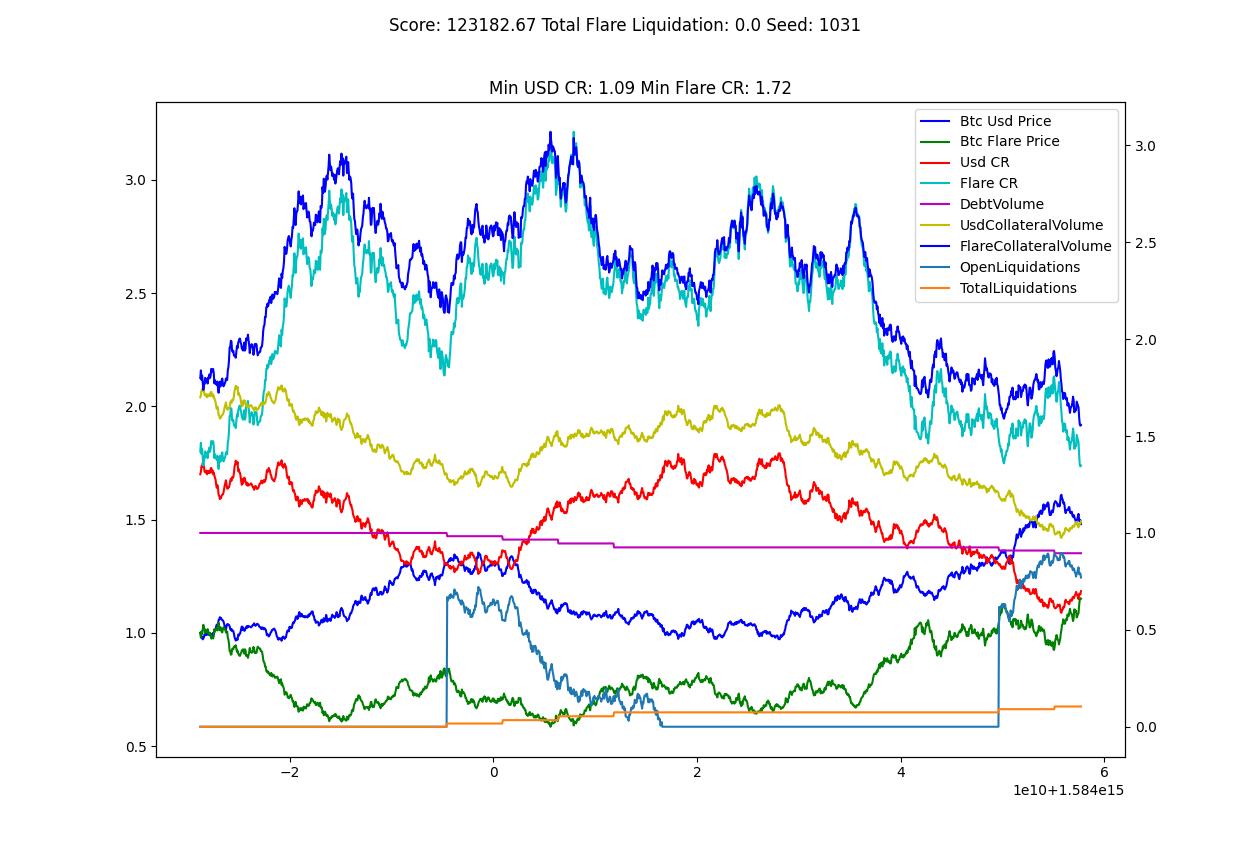 Score: 123182.67 Total Flare Liquidation: 0.0 Seed: 1031
Min USD CR: 1.09 Min Flare CR: 1.72
Btc Usd Price
Btc Flare Price
Usd CR
Flare CR
DebtVolume
UsdCollateralVolume
FlareCollateralVolume
OpenLiquidations
TotalLiquidations
3.0
2.5
2.0
1.5
1.0
0.5
3.0
2.5
2.0
1.5
1.0
0.5
0.0
−2 0 2 4 6
1e10+1.584e15